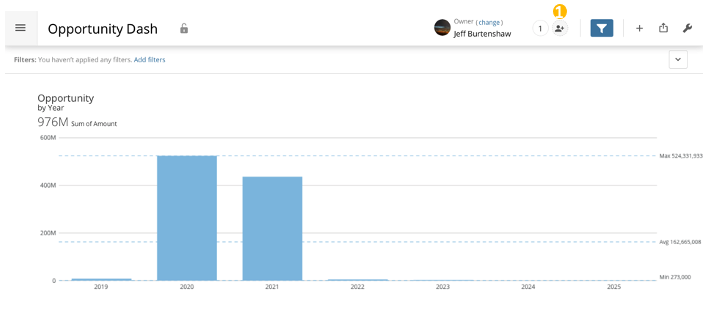 1
Opportunity Dash
Owner (change)
Jeff Burtenshaw
1
Filters: You haven't applied any filters. Add filters
Opportunity
by Year
976M Sum of Amount
600M
Max 524,331,933
400M
200M
Avg 162,665,008
Min 273,000
0
2019 2020 2021 2022 2023 2024 2025